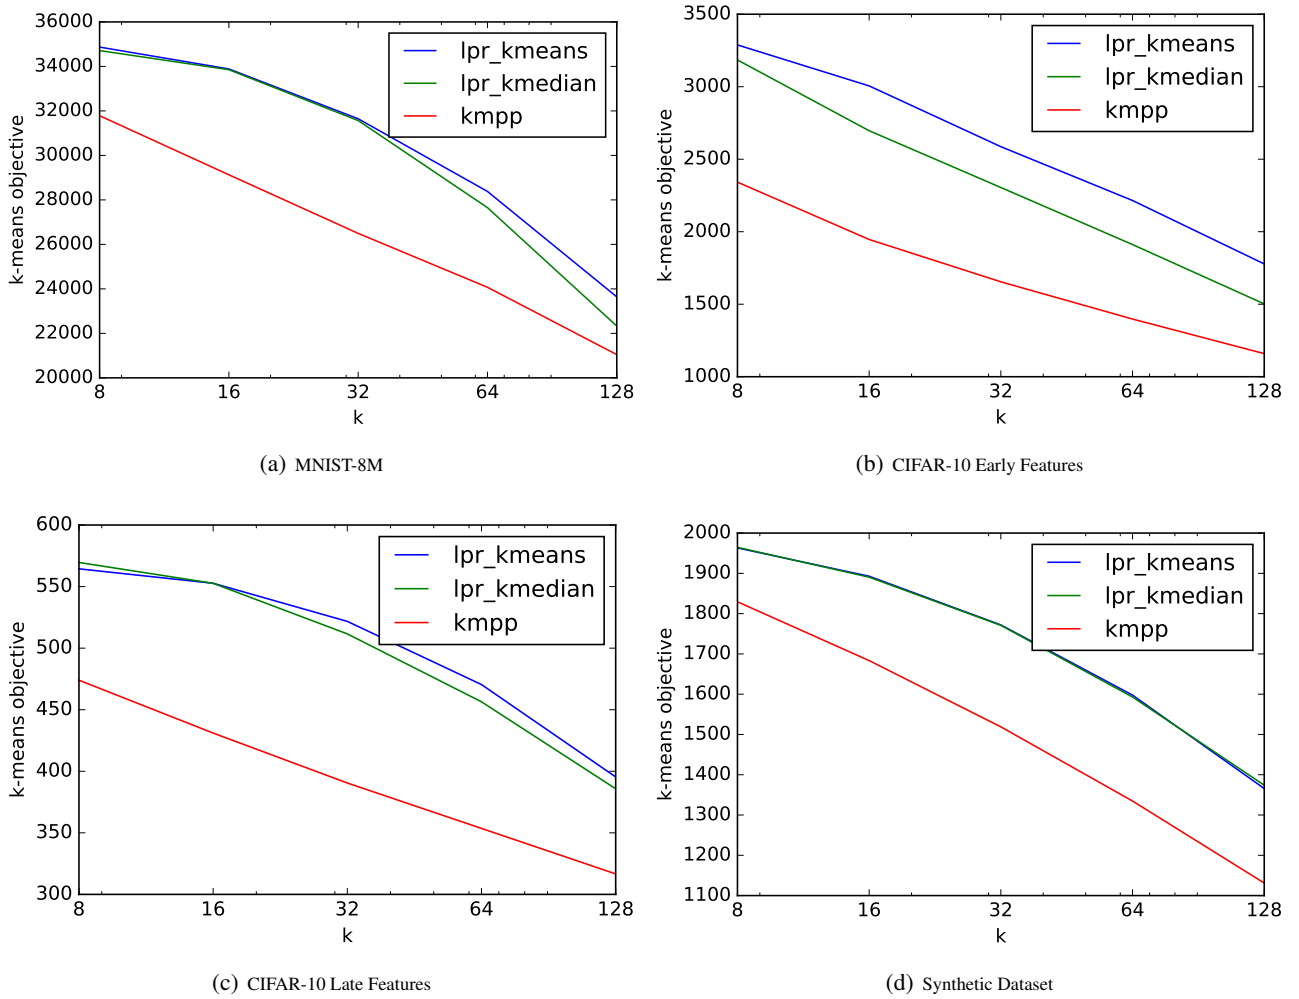 36000
34000
32000
30000
28000
26000
24000
22000
20000
k-means objective
lpr_kmeans
lpr_kmedian
kmpp
8 16 32 64 128
k
(a) MNIST-8M
3500
3000
2500
2000
1500
1000
k-means objective
lpr_kmeans
lpr_kmedian
kmpp
8 16 32 64 128
k
(b) CIFAR-10 Early Features
600
550
500
450
400
350
300
k-means objective
lpr_kmeans
lpr_kmedian
kmpp
8 16 32 64 128
k
(c) CIFAR-10 Late Features
2000
1900
1800
1700
1600
1500
1400
1300
1200
1100
k-means objective
lpr_kmeans
lpr_kmedian
kmpp
8 16 32 64 128
k
(d) Synthetic Dataset